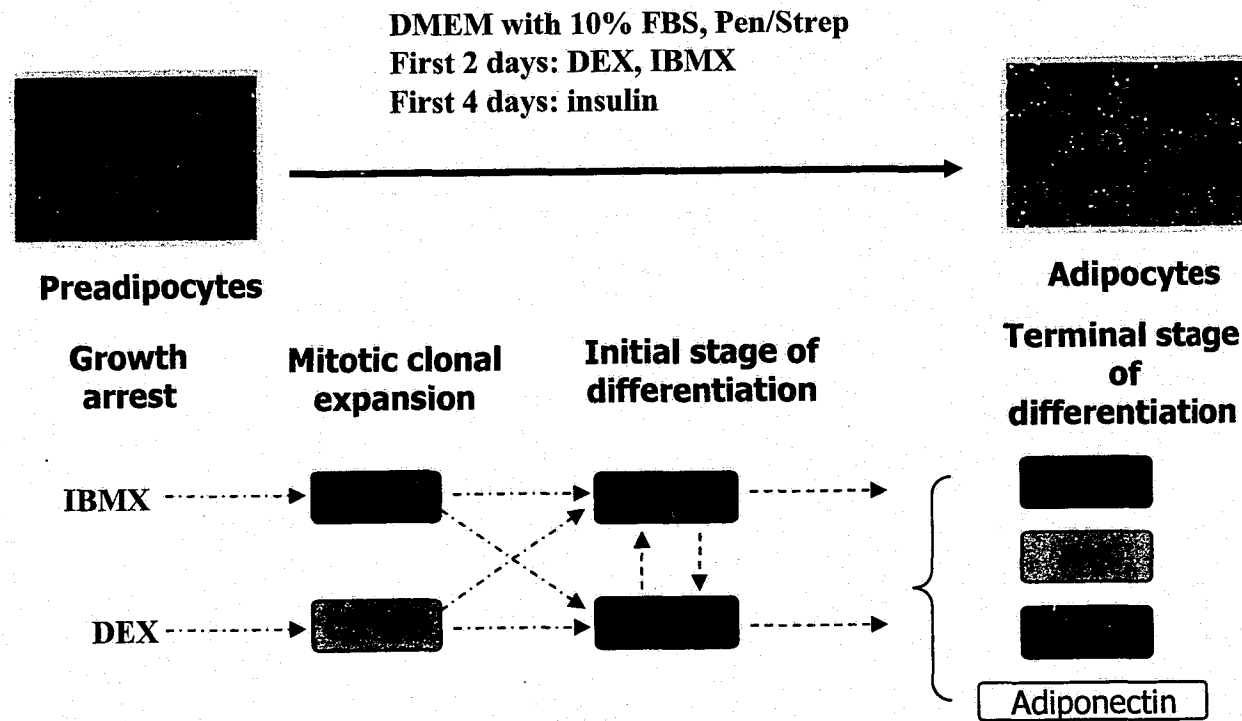 DMEM with 10% FBS, Pen/Strep
First 2 days: DEX, IBMX
First 4 days: insulin
Preadipocytes
Adipocytes
Growth
arrest
Mitotic clonal
expansion
Initial stage of
differentiation
Terminal stage
of
differentiation
IBMX
DEX
Adiponectin